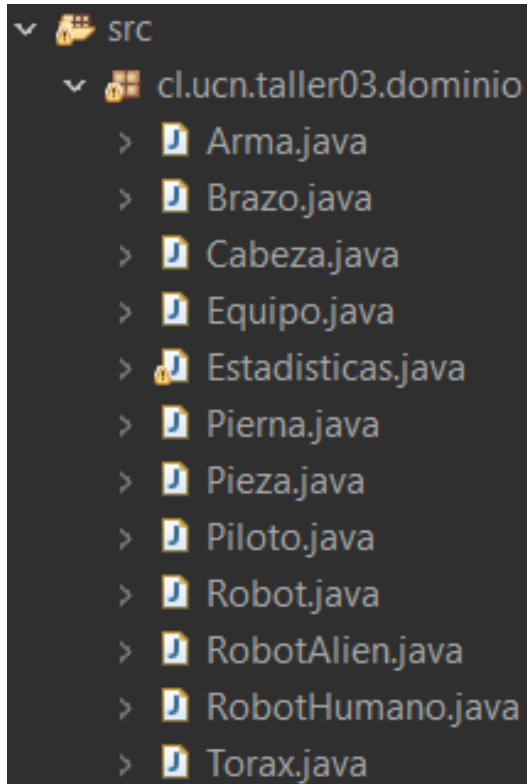 src
cl.ucn.taller03.dominio
Arma.java
Brazo.java
Cabeza.java
Equipo.java
Estadisticas.java
Pierna.java
Pieza.java
Piloto.java
Robot.java
RobotAlien.java
RobotHumano.java
Torax.java